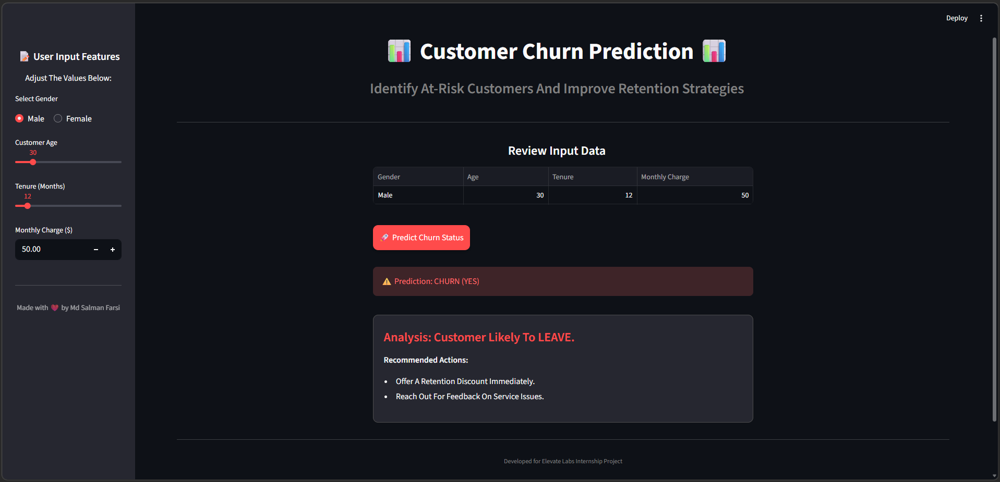 Deploy
📝 User Input Features
Adjust The Values Below:
Select Gender
Male Female
Customer Age
30
Tenure (Months)
12
Monthly Charge ($)
50.00 − +
Made with ❤️ by Md Salman Farsi
📊 Customer Churn Prediction 📊
Identify At-Risk Customers And Improve Retention Strategies
Review Input Data
Gender Age Tenure Monthly Charge
Male 30 12 50
🚀 Predict Churn Status
⚠️ Prediction: CHURN (YES)
Analysis: Customer Likely To LEAVE.
Recommended Actions:
• Offer A Retention Discount Immediately.
• Reach Out For Feedback On Service Issues.
Developed for Elevate Labs Internship Project